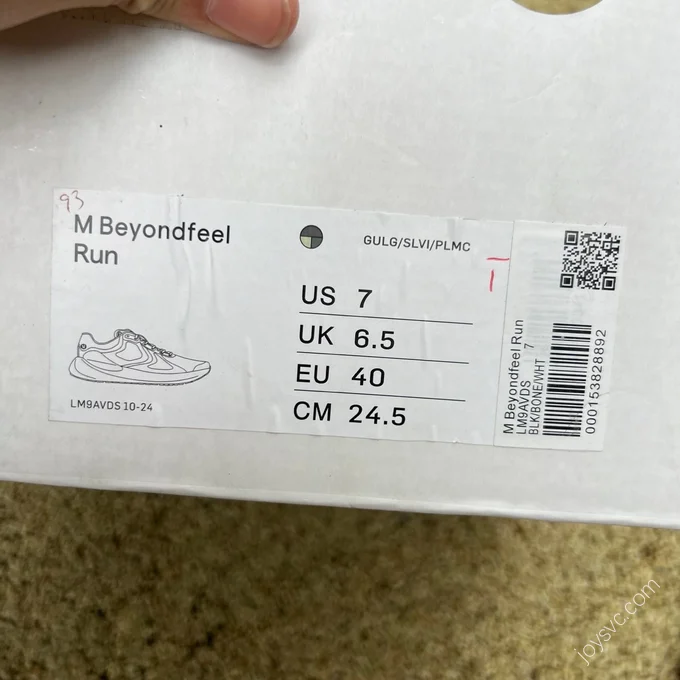 93
M Beyondfeel
Run
GULG/SLVI/PLMC
US 7
UK 6.5
EU 40
CM 24.5
LM9AVDS 10-24
M Beyondfeel Run
LM9AVDS
BLK/BONE/WHT 7
000153828892
joysvc.com